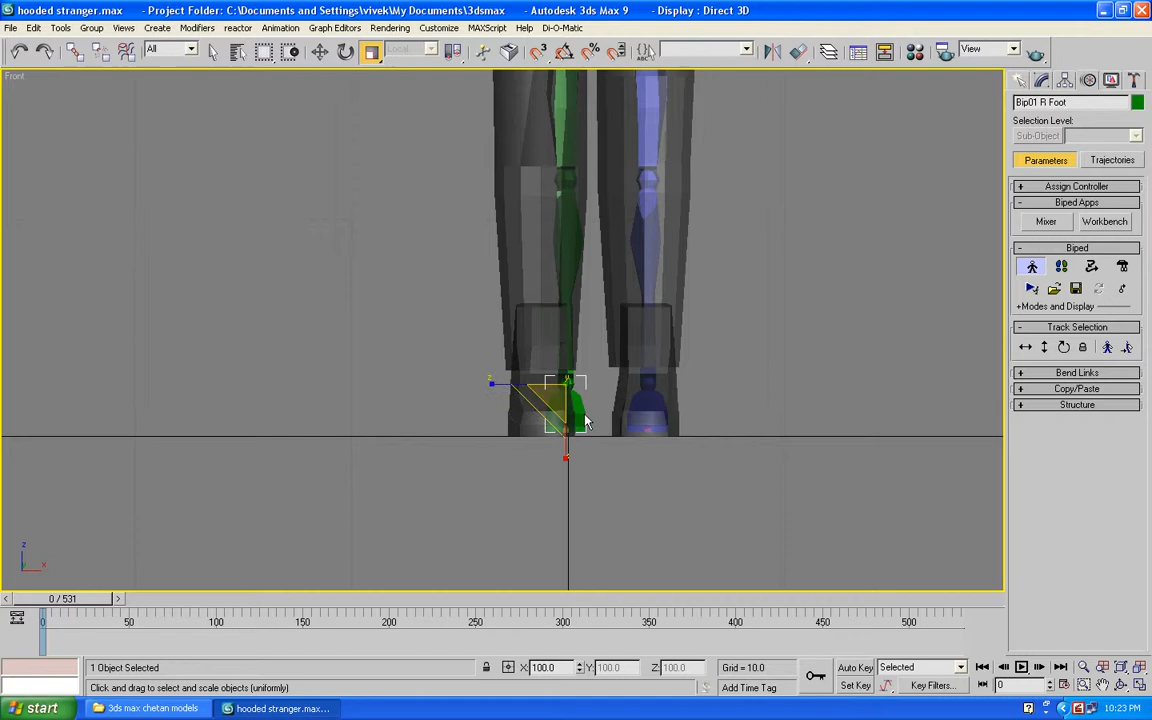 hooded stranger.max - Project Folder: C:\Documents and Settings\vivek\My Documents\3dsmax - Autodesk 3ds Max 9 - Display : Direct 3D
File Edit Tools Group Views Create Modifiers reactor Animation Graph Editors Rendering Customize MAXScript Help Di-O-Matic
All Local View
Front
Bip01 R Foot
Selection Level:
Sub-Object
Parameters Trajectories
+ Assign Controller
- Biped Apps
Mixer Workbench
- Biped
+Modes and Display
- Track Selection
+ Bend Links
+ Copy/Paste
+ Structure
z
z
x
0 / 531
0 50 100 150 200 250 300 350 400 450 500
1 Object Selected X: 100.0 Y: 100.0 Z: 100.0 Grid = 10.0 Auto Key Selected
Click and drag to select and scale objects (uniformly) Add Time Tag Set Key Key Filters... 0
start 3ds max chetan models hooded stranger.max... 10:23 PM